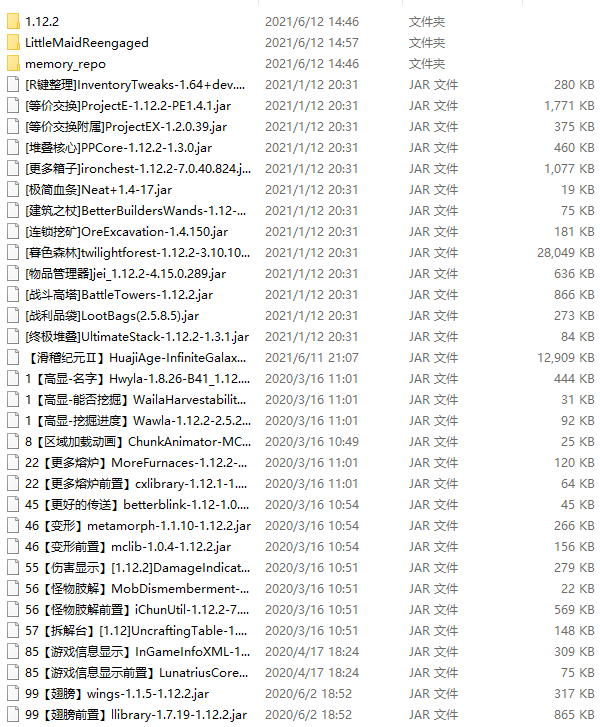 1.12.2 2021/6/12 14:46 文件夹
LittleMaidReengaged 2021/6/12 14:57 文件夹
memory_repo 2021/6/12 14:46 文件夹
[R键整理]InventoryTweaks-1.64+dev.... 2021/1/12 20:31 JAR 文件 280 KB
[等价交换]ProjectE-1.12.2-PE1.4.1.jar 2021/1/12 20:31 JAR 文件 1,771 KB
[等价交换附属]ProjectEX-1.2.0.39.jar 2021/1/12 20:31 JAR 文件 375 KB
[堆叠核心]PPCore-1.12.2-1.3.0.jar 2021/1/12 20:31 JAR 文件 460 KB
[更多箱子]ironchest-1.12.2-7.0.40.824.j... 2021/1/12 20:31 JAR 文件 1,077 KB
[极简血条]Neat+1.4-17.jar 2021/1/12 20:31 JAR 文件 19 KB
[建筑之杖]BetterBuildersWands-1.12-... 2021/1/12 20:31 JAR 文件 75 KB
[连锁挖矿]OreExcavation-1.4.150.jar 2021/1/12 20:31 JAR 文件 181 KB
[暮色森林]twilightforest-1.12.2-3.10.10... 2021/1/12 20:31 JAR 文件 28,049 KB
[物品管理器]jei_1.12.2-4.15.0.289.jar 2021/1/12 20:31 JAR 文件 636 KB
[战斗高塔]BattleTowers-1.12.2.jar 2021/1/12 20:31 JAR 文件 866 KB
[战利品袋]LootBags(2.5.8.5).jar 2021/1/12 20:31 JAR 文件 273 KB
[终极堆叠]UltimateStack-1.12.2-1.3.1.jar 2021/1/12 20:31 JAR 文件 84 KB
【滑稽纪元Ⅱ】HuajiAge-InfiniteGalax... 2021/6/11 21:07 JAR 文件 12,909 KB
1【高显-名字】Hwyla-1.8.26-B41_1.12.... 2020/3/16 11:01 JAR 文件 444 KB
1【高显-能否挖掘】WailaHarvestabilit... 2020/3/16 11:01 JAR 文件 31 KB
1【高显-挖掘进度】Wawla-1.12.2-2.5.2... 2020/3/16 11:01 JAR 文件 92 KB
8【区域加载动画】ChunkAnimator-MC... 2020/3/16 10:49 JAR 文件 25 KB
22【更多熔炉】MoreFurnaces-1.12.2-... 2020/3/16 11:01 JAR 文件 120 KB
22【更多熔炉前置】cxlibrary-1.12.1-1.... 2020/3/16 11:01 JAR 文件 64 KB
45【更好的传送】betterblink-1.12-1.0.... 2020/3/16 10:54 JAR 文件 45 KB
46【变形】metamorph-1.1.10-1.12.2.jar 2020/3/16 10:54 JAR 文件 266 KB
46【变形前置】mclib-1.0.4-1.12.2.jar 2020/3/16 10:54 JAR 文件 156 KB
55【伤害显示】[1.12.2]DamageIndicat... 2020/3/16 10:51 JAR 文件 279 KB
56【怪物肢解】MobDismemberment-... 2020/3/16 10:51 JAR 文件 22 KB
56【怪物肢解前置】iChunUtil-1.12.2-7.... 2020/3/16 10:51 JAR 文件 569 KB
57【拆解台】[1.12]UncraftingTable-1.... 2020/3/16 10:51 JAR 文件 148 KB
85【游戏信息显示】InGameInfoXML-1... 2020/4/17 18:24 JAR 文件 309 KB
85【游戏信息显示前置】LunatriusCore... 2020/4/17 18:24 JAR 文件 75 KB
99【翅膀】wings-1.1.5-1.12.2.jar 2020/6/2 18:52 JAR 文件 317 KB
99【翅膀前置】llibrary-1.7.19-1.12.2.jar 2020/6/2 18:52 JAR 文件 865 KB